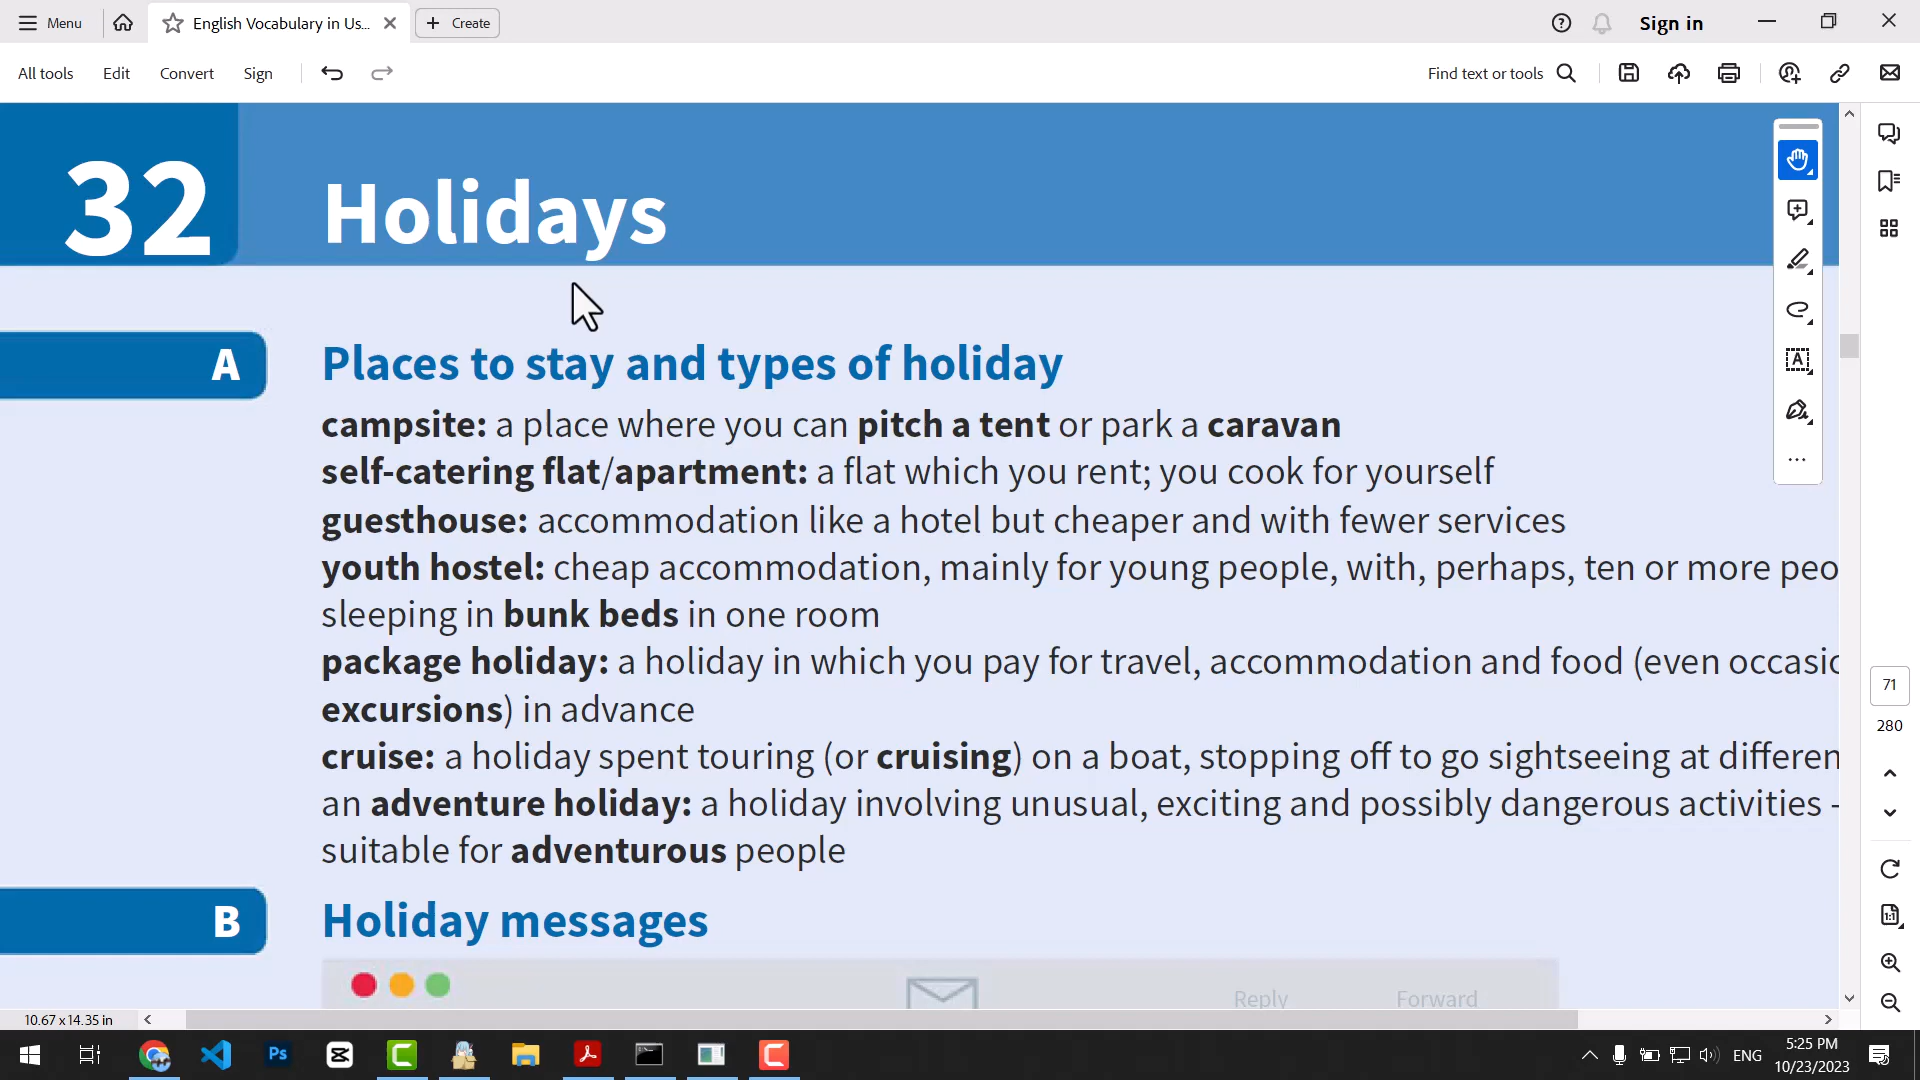 Menu
English Vocabulary in Us...
Create
Sign in
All tools Edit Convert Sign
Find text or tools
32 Holidays
A Places to stay and types of holiday
campsite: a place where you can pitch a tent or park a caravan
self-catering flat/apartment: a flat which you rent; you cook for yourself
guesthouse: accommodation like a hotel but cheaper and with fewer services
youth hostel: cheap accommodation, mainly for young people, with, perhaps, ten or more peo
sleeping in bunk beds in one room
package holiday: a holiday in which you pay for travel, accommodation and food (even occasic
excursions) in advance
cruise: a holiday spent touring (or cruising) on a boat, stopping off to go sightseeing at differen
an adventure holiday: a holiday involving unusual, exciting and possibly dangerous activities -
suitable for adventurous people
B Holiday messages
Reply Forward
71
280
10.67 x 14.35 in
Ps
ENG
5:25 PM
10/23/2023